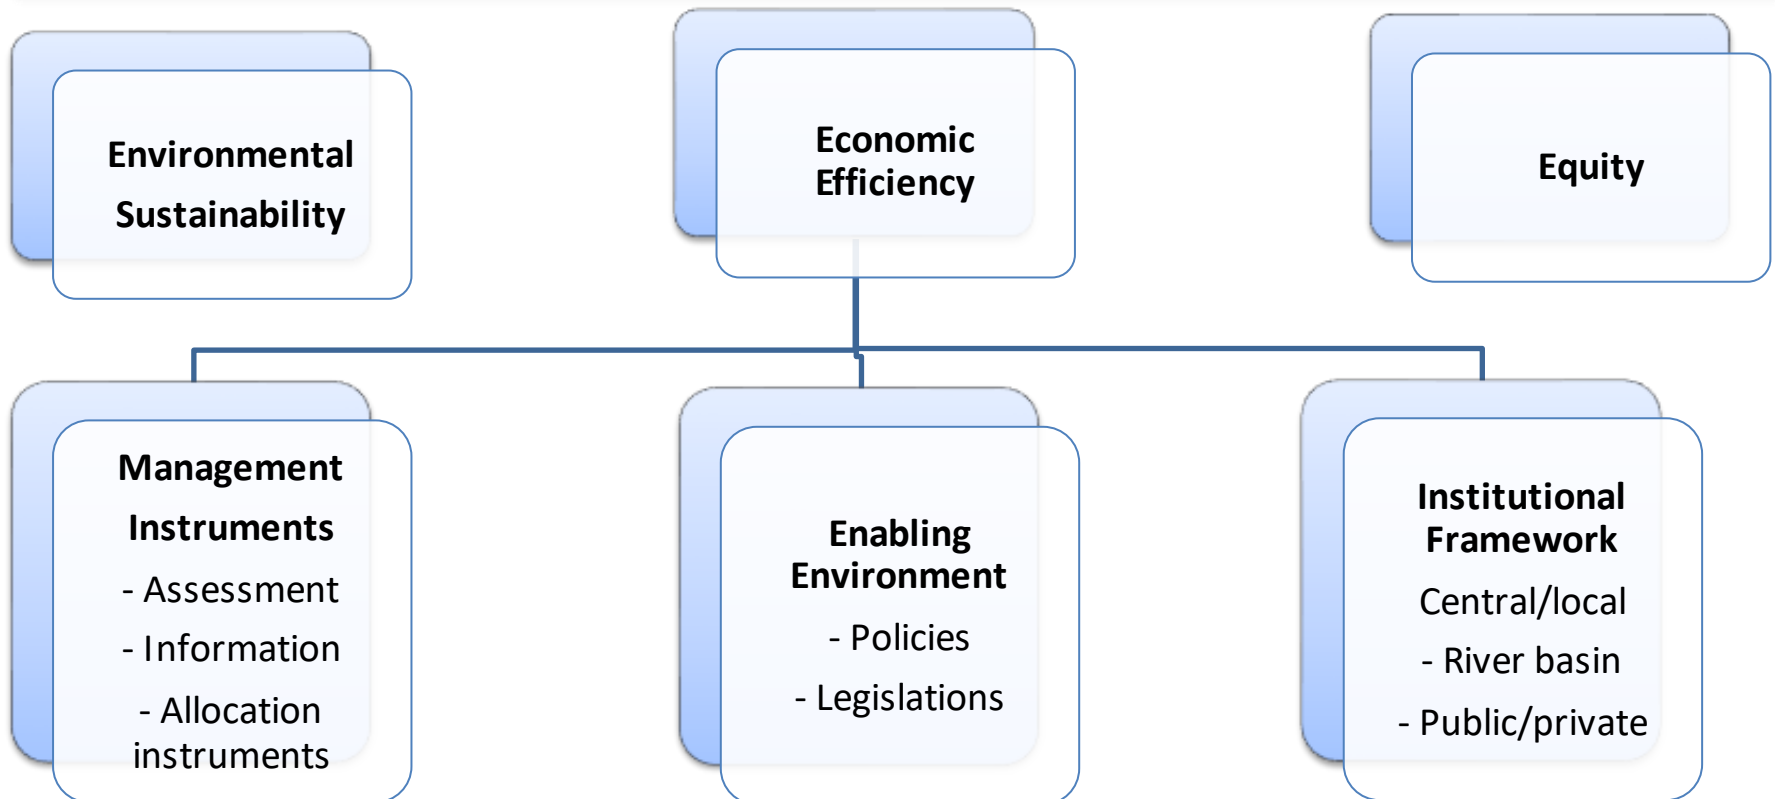 Environmental
Sustainability
Economic
Efficiency
Equity
Management
Instruments
- Assessment
- Information
- Allocation
instruments
Enabling
Environment
- Policies
- Legislations
Institutional
Framework
Central/local
- River basin
- Public/private